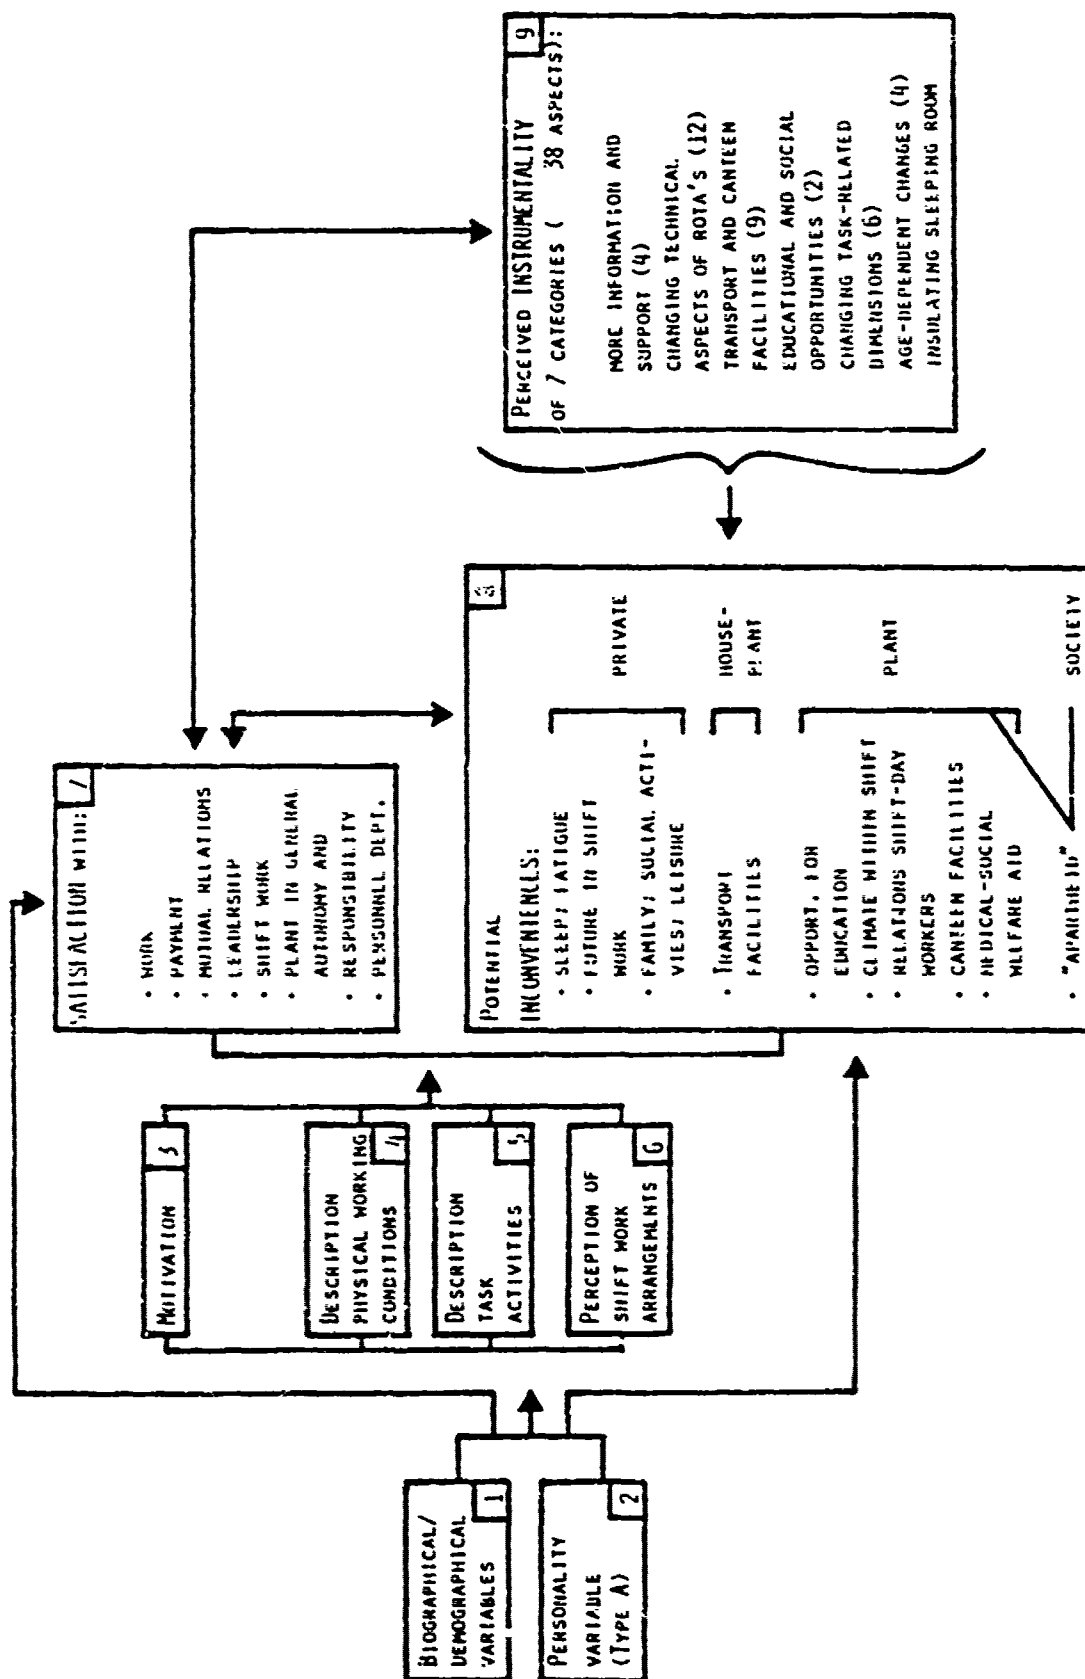 BIOGRAPHICAL/
DEMOGRAPHICAL
VARIABLES
1
PERSONALITY
VARIABLE
(TYPE A)
2
MOTIVATION
3
DESCRIPTION
PHYSICAL WORKING
CONDITIONS
4
DESCRIPTION
TASK
ACTIVITIES
5
PERCEPTION OF
SHIFT WORK
ARRANGEMENTS
6
SATISFACTION WITH:
7
• WORK
• PAYMENT
• MUTUAL RELATIONS
• LEADERSHIP
• SHIFT WORK
• PLANT IN GENERAL
AUTONOMY AND
• RESPONSIBILITY
• PERSONNEL DEPT.
POTENTIAL
INCONVENIENCES:
8
• SLEEP; FATIGUE
• FUTURE IN SHIFT
WORK
• FAMILY; SOCIAL ACTI-
VIES; LEISURE
PRIVATE
• TRANSPORT
FACILITIES
HOUSE-
PLANT
• OPPORT. FOR
EDUCATION
• CLIMATE WITHIN SHIFT
• RELATIONS SHIFT-DAY
WORKERS
• CANTEEN FACILITIES
• MEDICAL-SOCIAL
WELFARE AID
PLANT
• "APARTHEID"
SOCIETY
PERCEIVED INSTRUMENTALITY
9
OF 7 CATEGORIES ( 38 ASPECTS):
MORE INFORMATION AND
SUPPORT (4)
CHANGING TECHNICAL
ASPECTS OF ROTA'S (12)
TRANSPORT AND CANTEEN
FACILITIES (9)
EDUCATIONAL AND SOCIAL
OPPORTUNITIES (2)
CHANGING TASK-RELATED
DIMENSIONS (6)
AGE-DEPENDENT CHANGES (4)
INSULATING SLEEPING ROOM